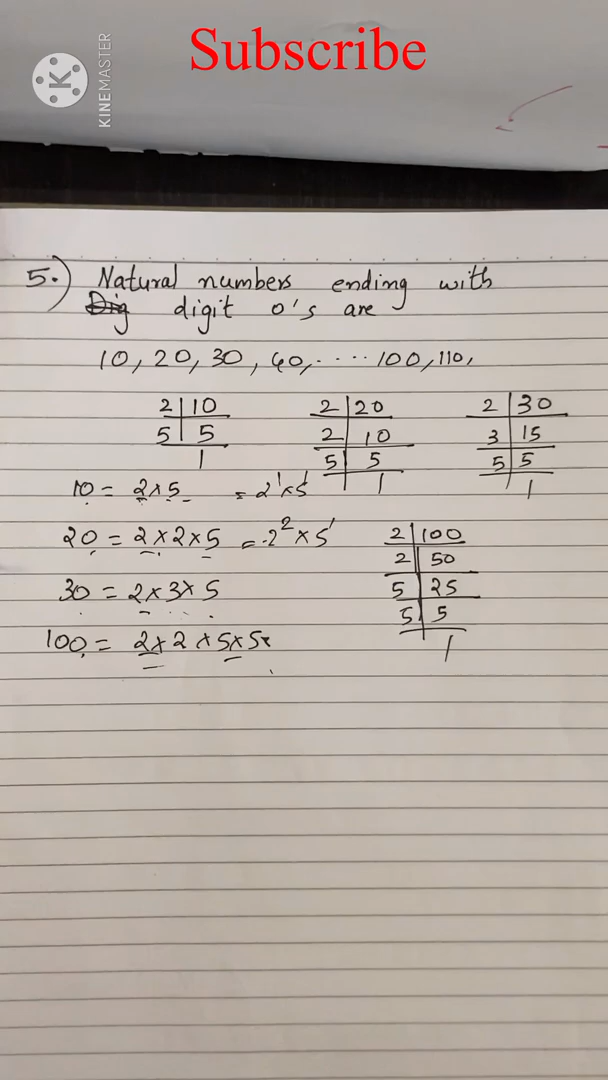 Subscribe
KINEMASTER
5.) Natural numbers ending with
Dig digit 0's are
10, 20, 30, 40, .... 100, 110,
2 | 10
5 | 5
1
2 | 20
2 | 10
5 | 5
1
2 | 30
3 | 15
5 | 5
1
10 = 2×5 = 2¹×5¹
20 = 2×2×5 = 2²×5¹
30 = 2×3×5
100 = 2×2×5×5×
2 | 100
2 | 50
5 | 25
5 | 5
1